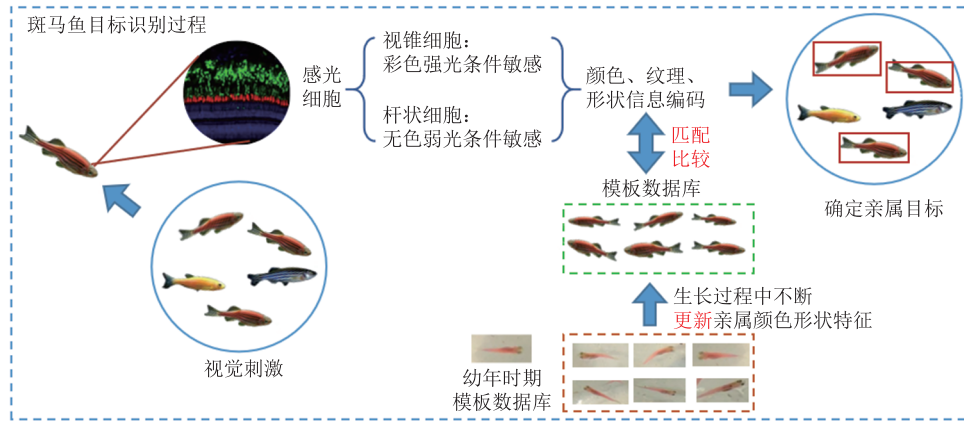 斑马鱼目标识别过程
感光
细胞
视锥细胞：
彩色强光条件敏感
杆状细胞：
无色弱光条件敏感
颜色、纹理、
形状信息编码
匹配
比较
模板数据库
确定亲属目标
生长过程中不断
更新亲属颜色形状特征
视觉刺激
幼年时期
模板数据库